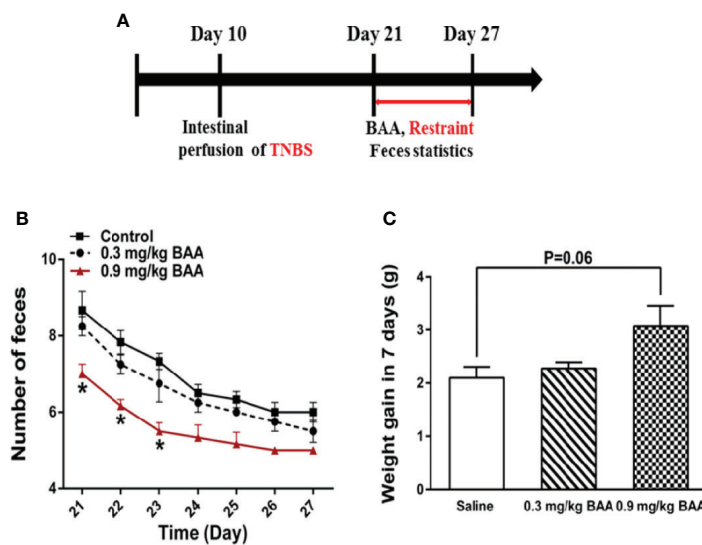 A
Day 10 Day 21 Day 27
Intestinal
perfusion of TNBS
BAA, Restraint
Feces statistics
B
Control
0.3 mg/kg BAA
0.9 mg/kg BAA
Number of feces
10
8
6
4
*
*
*
21 22 23 24 25 26 27
Time (Day)
C
P=0.06
Weight gain in 7 days (g)
4
3
2
1
0
Saline 0.3 mg/kg BAA 0.9 mg/kg BAA